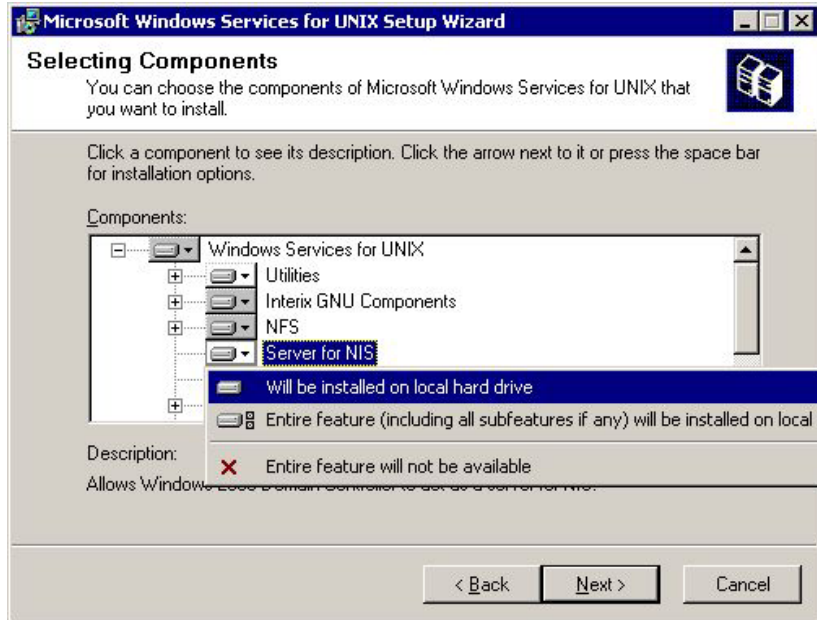 Microsoft Windows Services for UNIX Setup Wizard
Selecting Components
You can choose the components of Microsoft Windows Services for UNIX that
you want to install.
Click a component to see its description. Click the arrow next to it or press the space bar
for installation options.
Components:
Windows Services for UNIX
Utilities
Interix GNU Components
NFS
Server for NIS
Will be installed on local hard drive
Entire feature (including all subfeatures if any) will be installed on local
Description:
Entire feature will not be available
Allows Window
< Back
Next >
Cancel